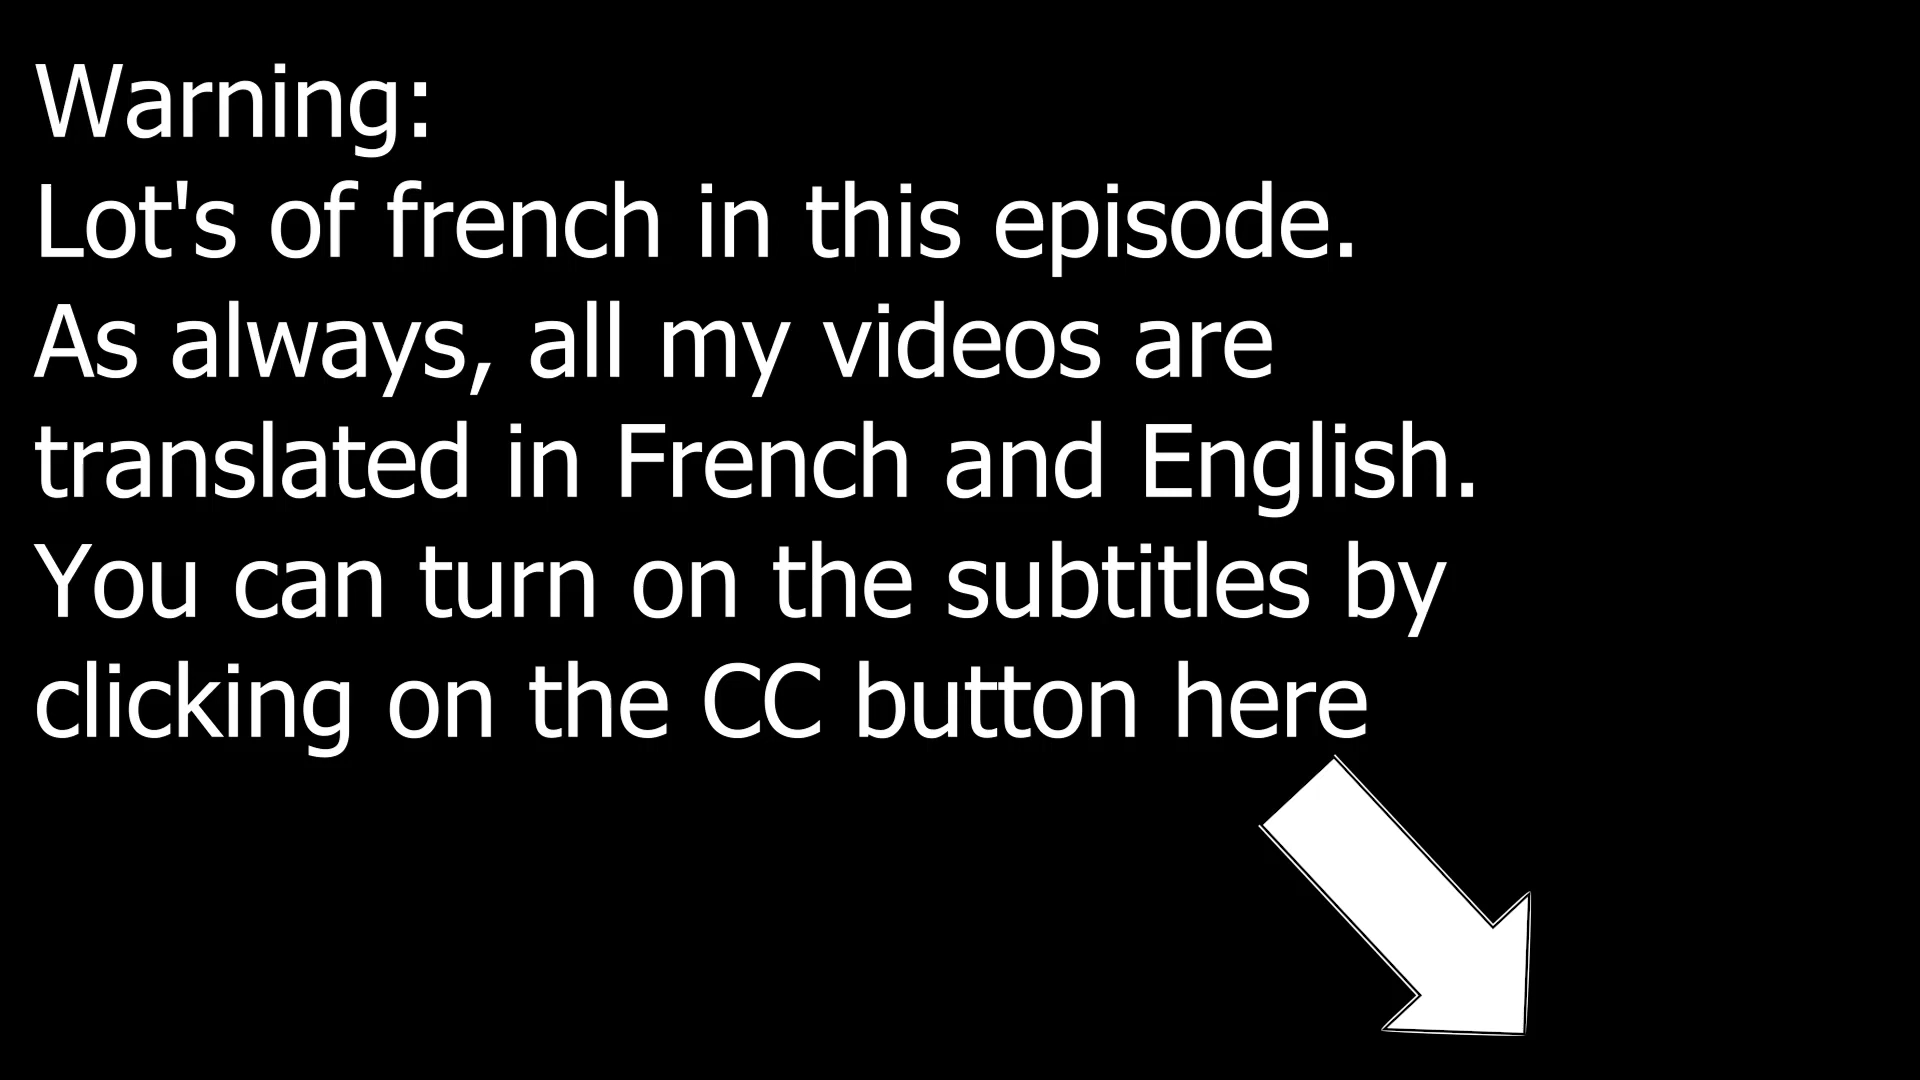 Warning:
Lot's of french in this episode.
As always, all my videos are
translated in French and English.
You can turn on the subtitles by
clicking on the CC button here